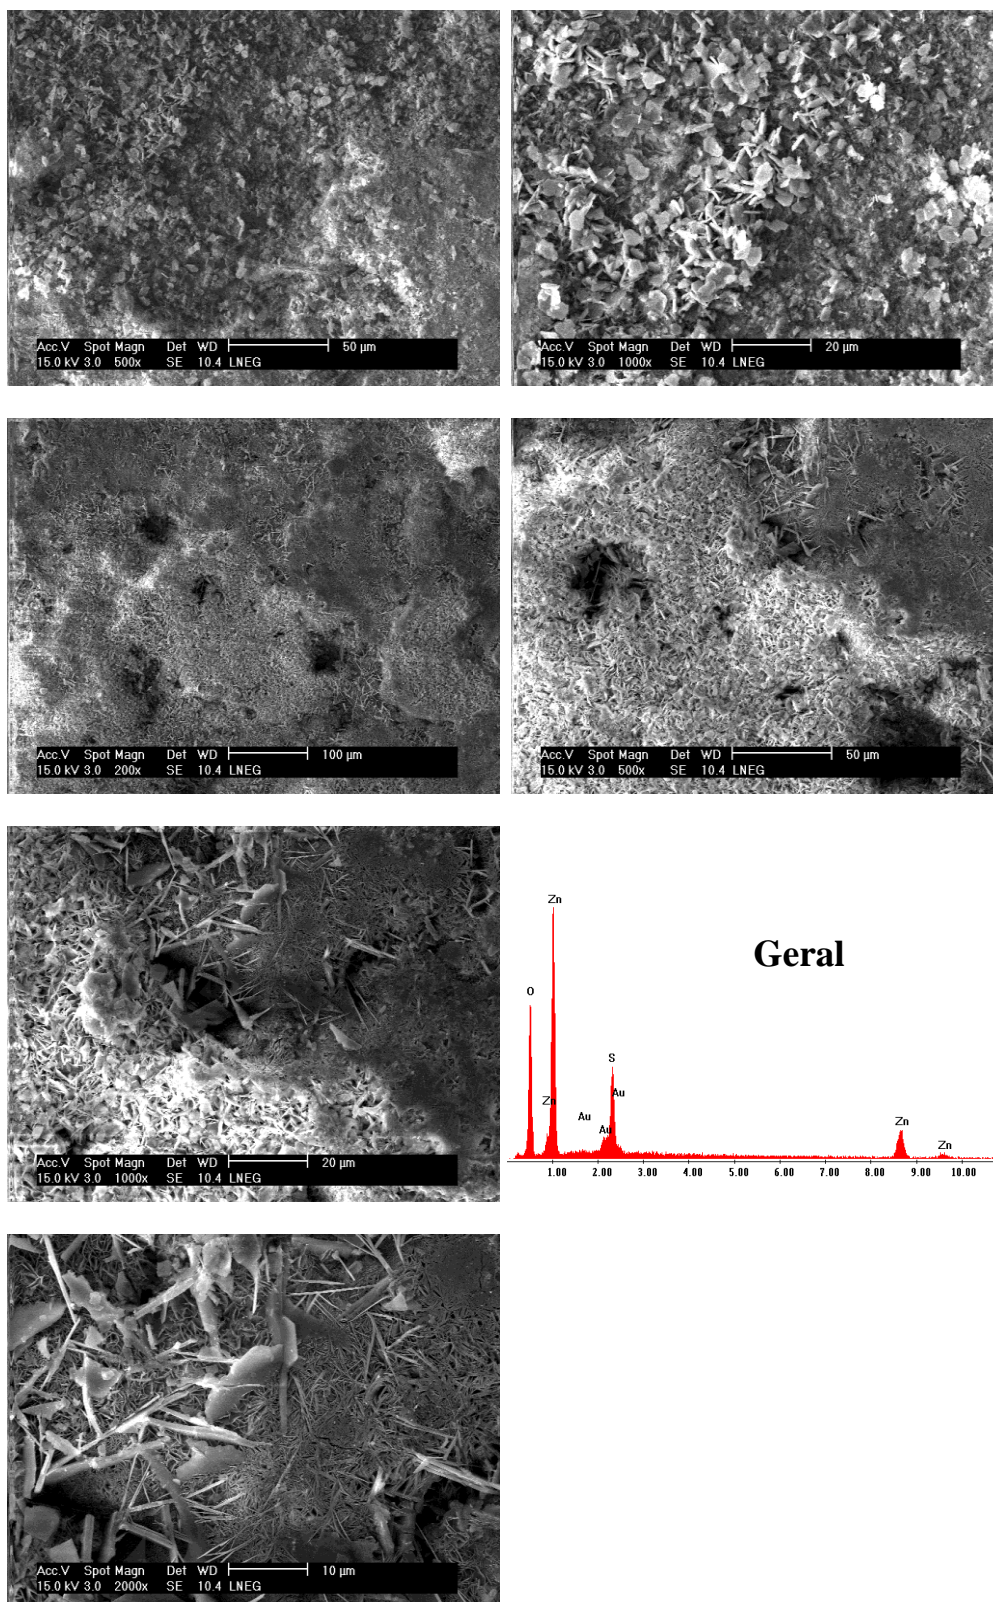 Acc.V Spot Magn Det WD 50 µm
15.0 kV 3.0 500x SE 10.4 LNEG
Acc.V Spot Magn Det WD 20 µm
15.0 kV 3.0 1000x SE 10.4 LNEG
Acc.V Spot Magn Det WD 100 µm
15.0 kV 3.0 200x SE 10.4 LNEG
Acc.V Spot Magn Det WD 50 µm
15.0 kV 3.0 500x SE 10.4 LNEG
Acc.V Spot Magn Det WD 20 µm
15.0 kV 3.0 1000x SE 10.4 LNEG
Zn
Geral
O
S
Zn
Au
Au
Au
Zn
Zn
1.00 2.00 3.00 4.00 5.00 6.00 7.00 8.00 9.00 10.00
Acc.V Spot Magn Det WD 10 µm
15.0 kV 3.0 2000x SE 10.4 LNEG